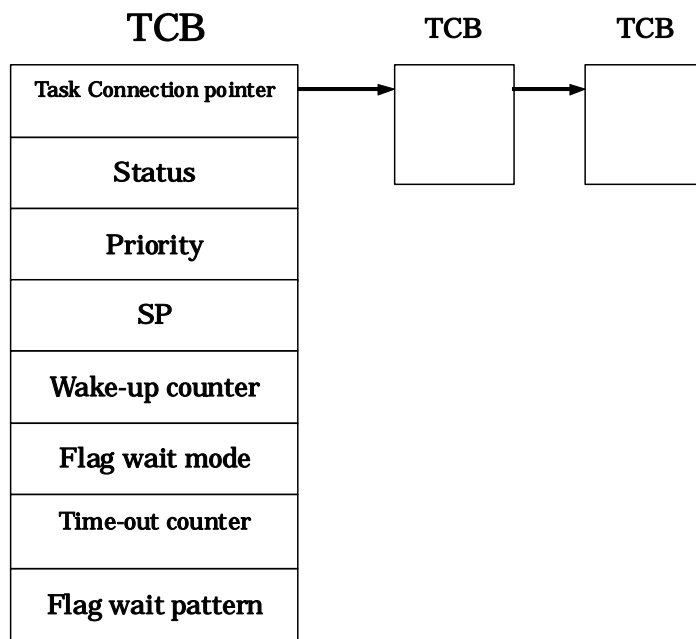 TCB
TCB
TCB
Task Connection pointer
Status
Priority
SP
Wake-up counter
Flag wait mode
Time-out counter
Flag wait pattern